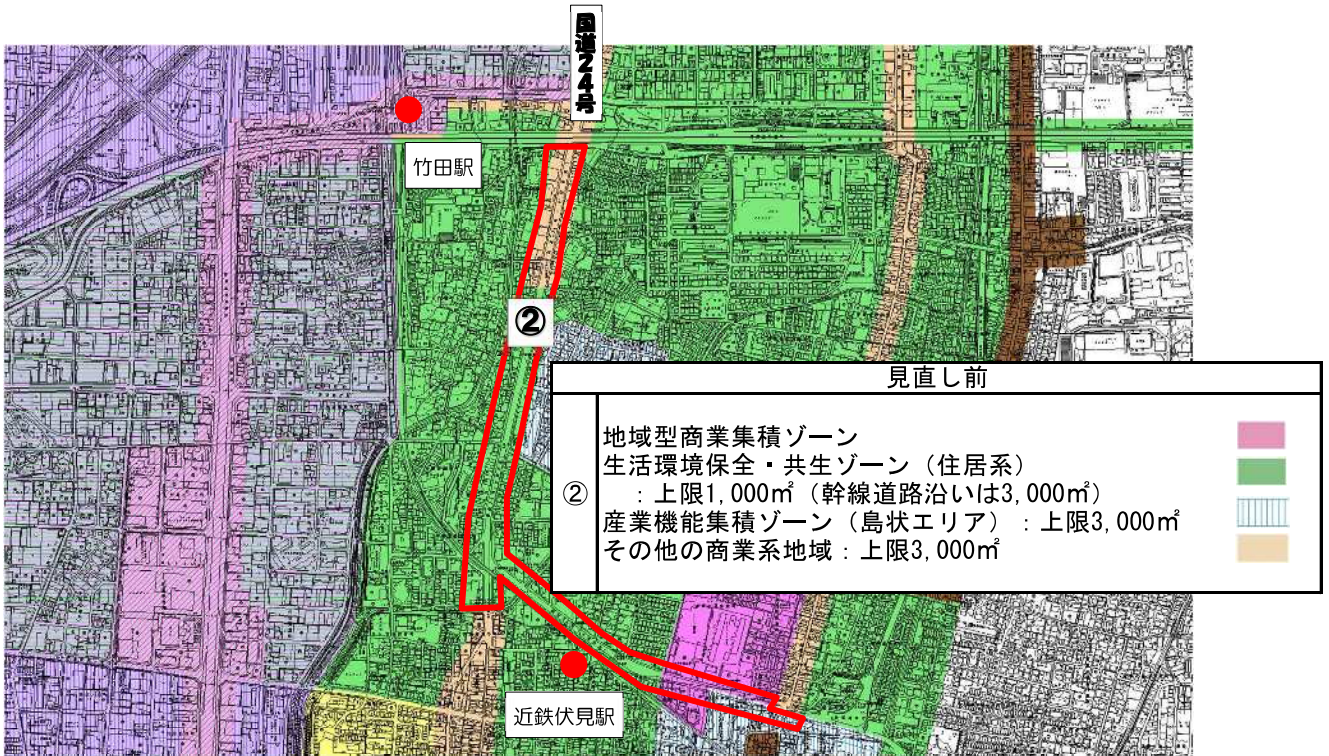 国道24号
竹田駅
②
見直し前
②
地域型商業集積ゾーン
生活環境保全・共生ゾーン（住居系）
：上限1,000㎡（幹線道路沿いは3,000㎡）
産業機能集積ゾーン（島状エリア）：上限3,000㎡
その他の商業系地域：上限3,000㎡
近鉄伏見駅